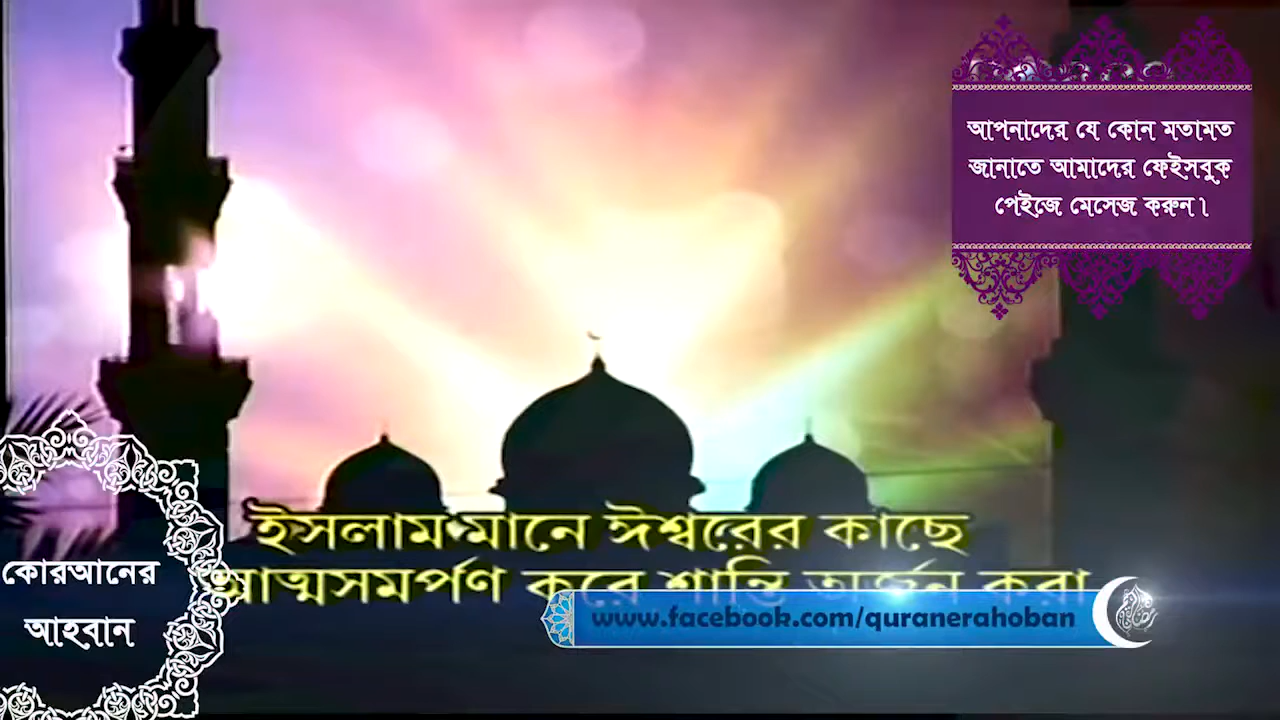 আপনাদের যে কোন মতামত
জানাতে আমাদের ফেইসবুক
পেইজে মেসেজ করুন।
ইসলাম মানে ঈশ্বরের কাছে
আত্মসমর্পণ করে শান্তি অর্জন করা
কোরআনের
আহবান
www.facebook.com/quranerahoban